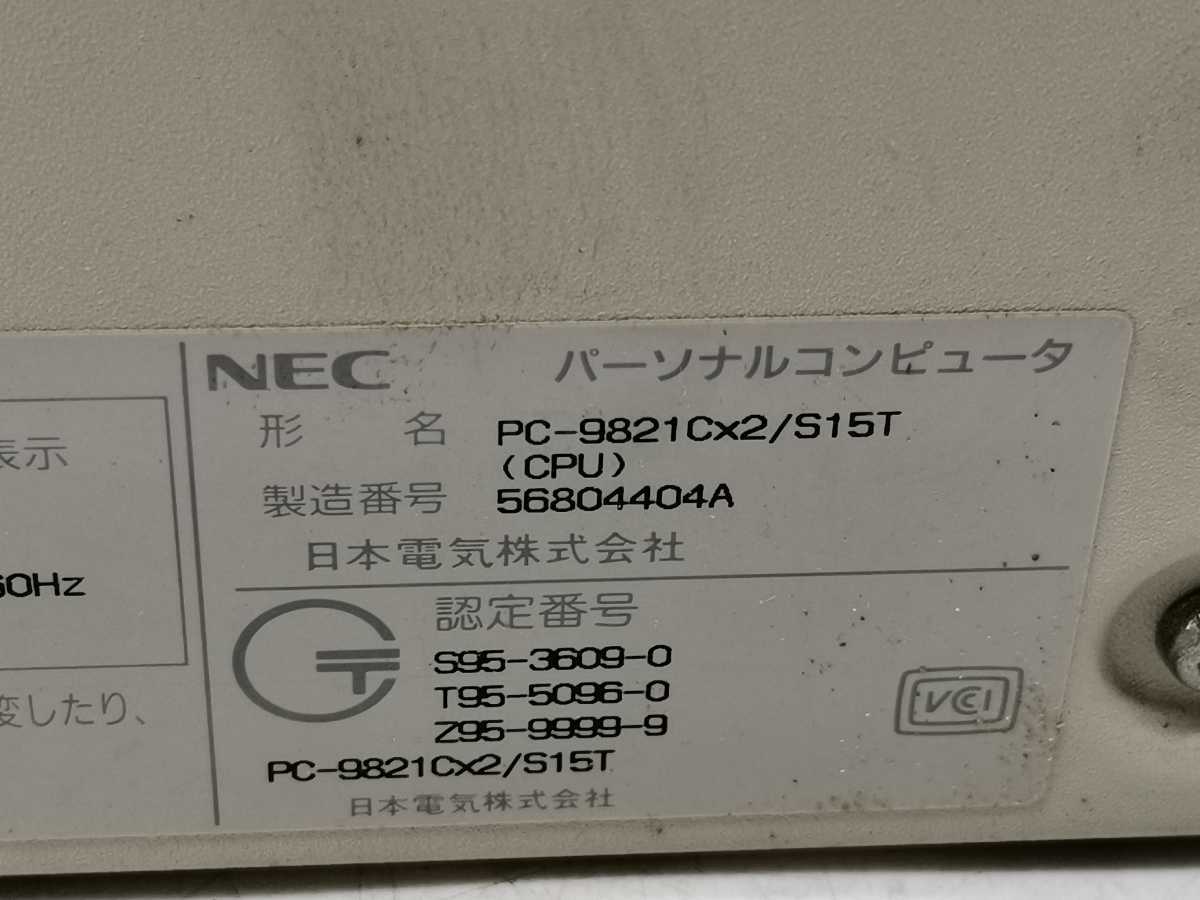 表示
60Hz
変したり、
NEC パーソナルコンピュータ
形 名 PC-9821Cx2/S15T
(CPU)
製造番号 56804404A
日本電気株式会社
認定番号
S95-3609-0
T95-5096-0
Z95-9999-9
PC-9821Cx2/S15T
日本電気株式会社
VCCI